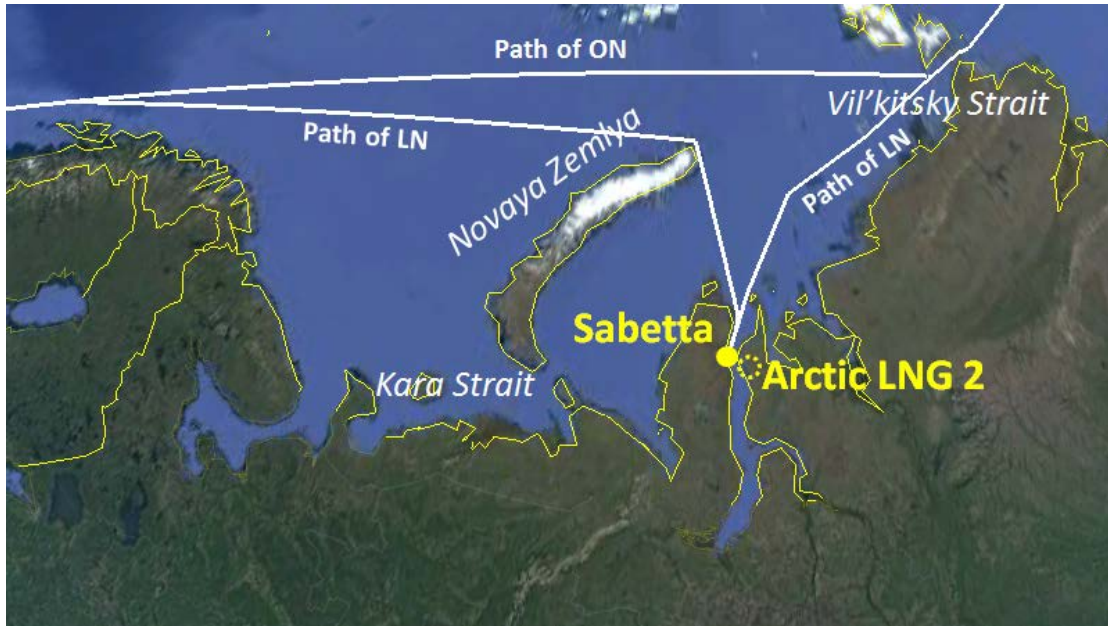 Path of ON
Vil'kitsky Strait
Path of LN
Novaya Zemlya
Path of LN
Sabetta
Kara Strait
Arctic LNG 2